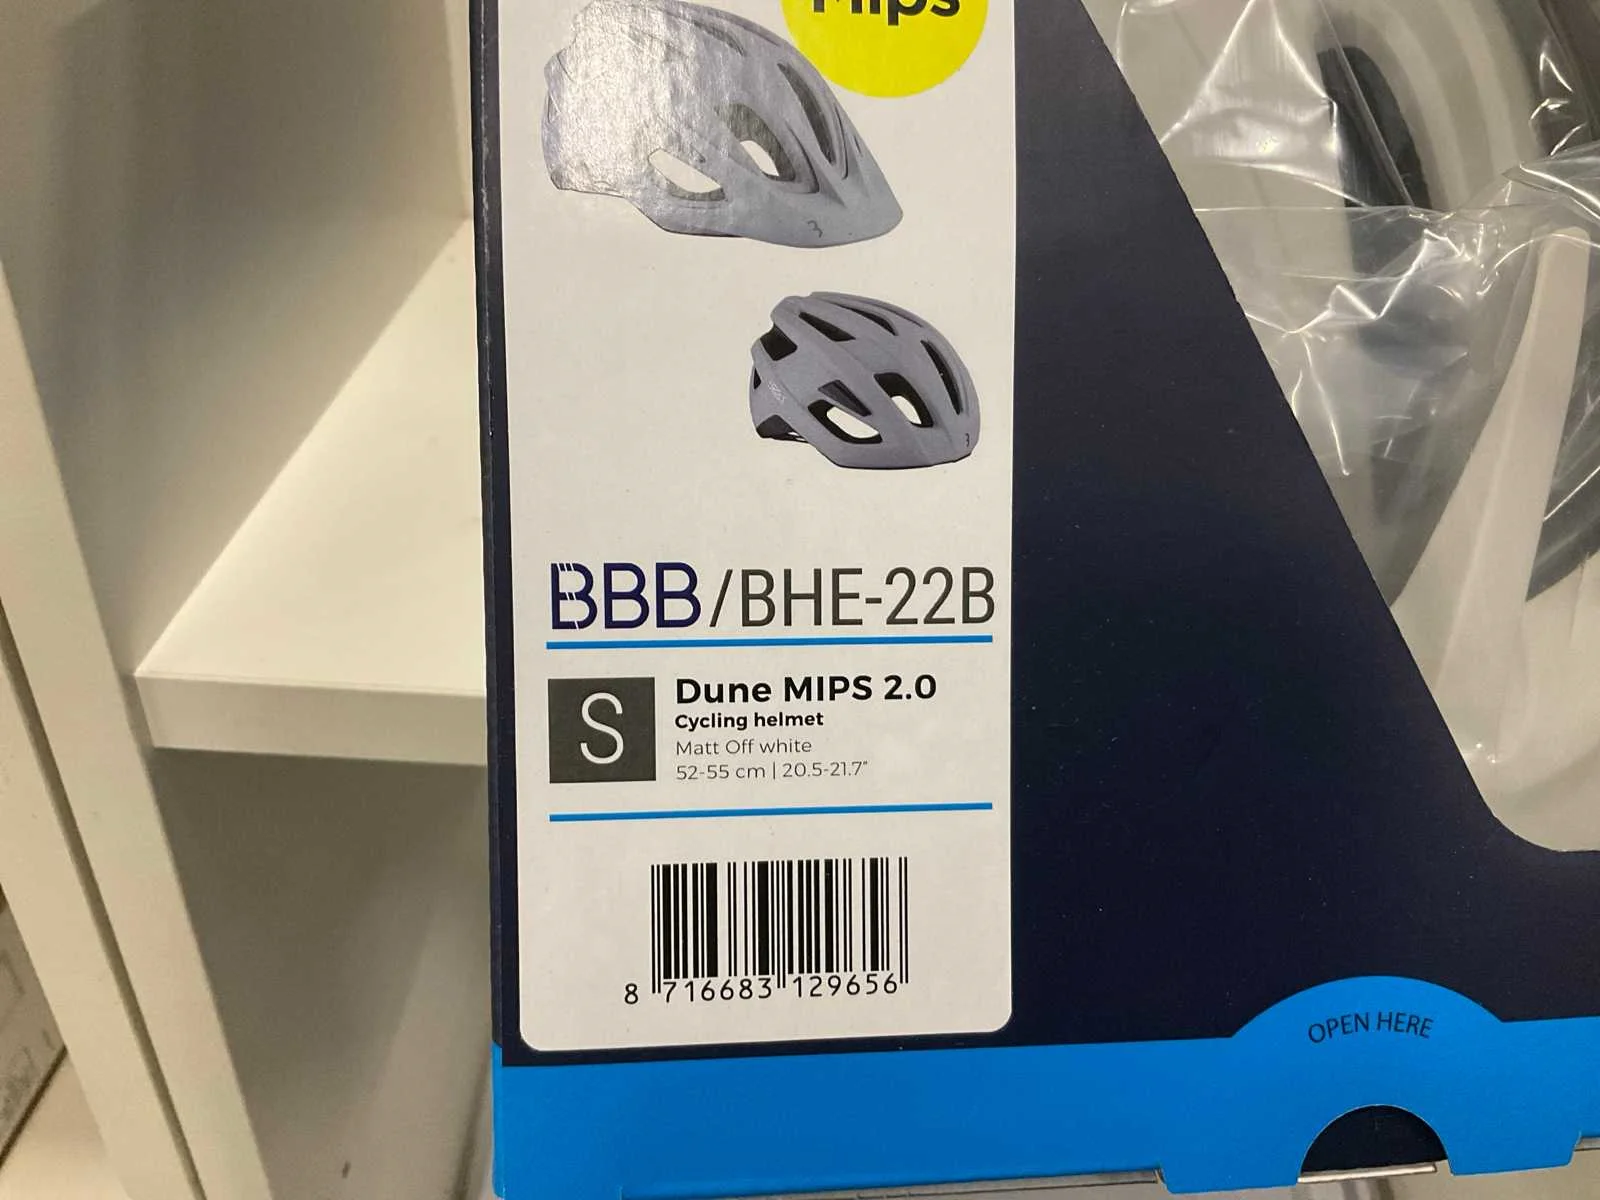 Mips
BBB/BHE-22B
S
Dune MIPS 2.0
Cycling helmet
Matt Off white
52-55 cm | 20.5-21.7"
8 716683 129656
OPEN HERE